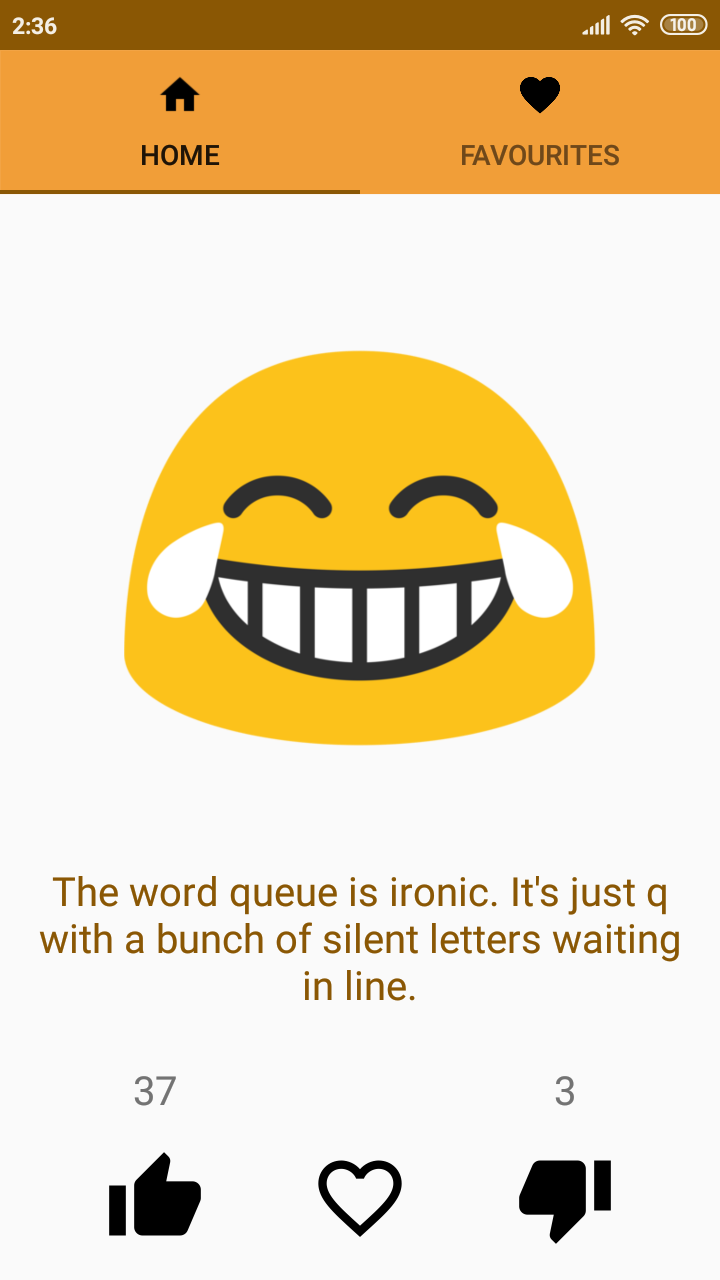 2:36
100
HOME
FAVOURITES
The word queue is ironic. It's just q
with a bunch of silent letters waiting
in line.
37
3